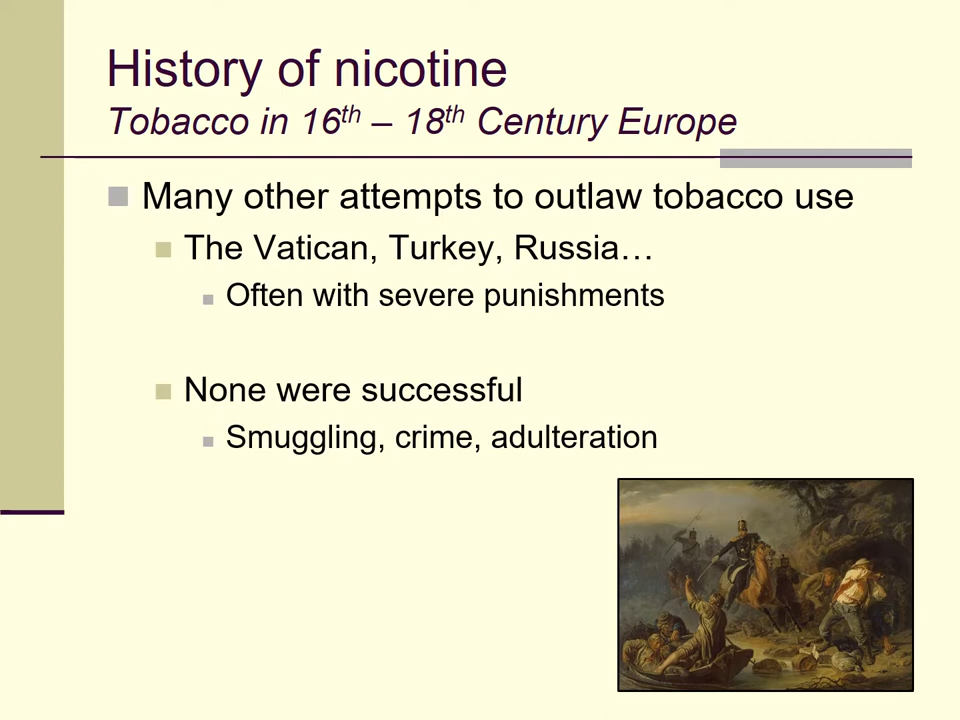 History of nicotine
Tobacco in 16th – 18th Century Europe
Many other attempts to outlaw tobacco use
The Vatican, Turkey, Russia…
Often with severe punishments
None were successful
Smuggling, crime, adulteration